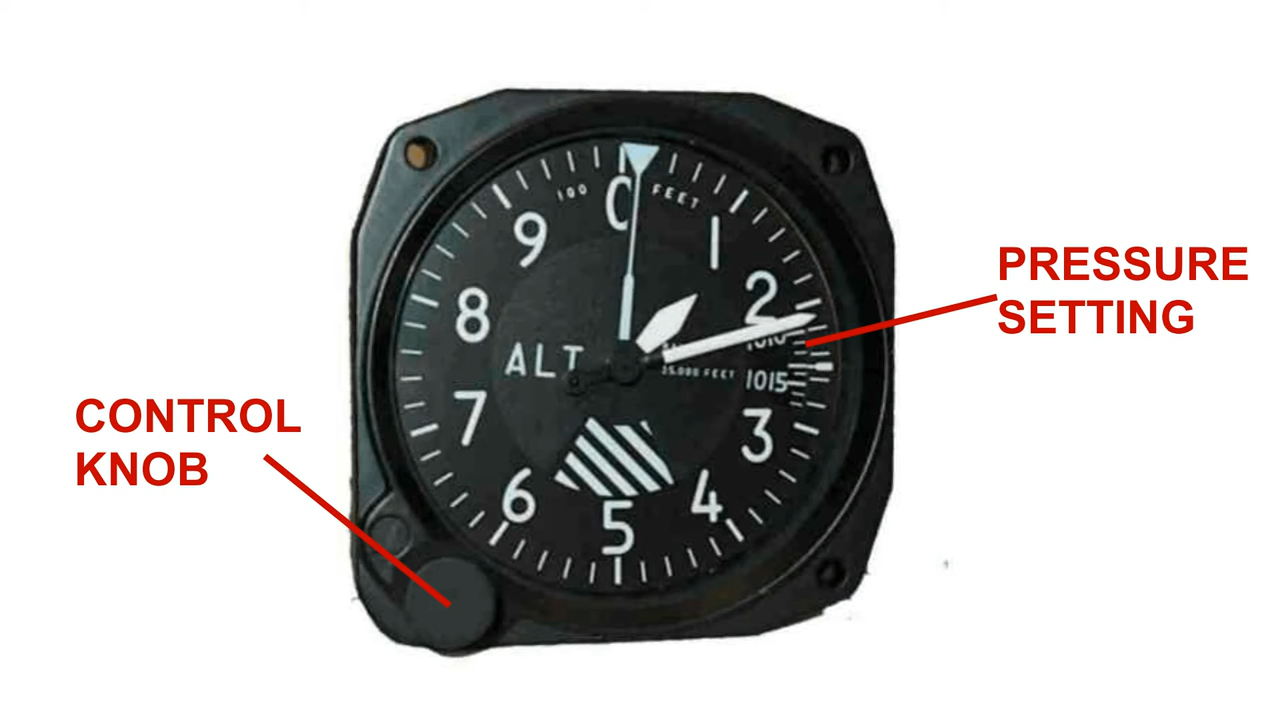 100 FEET
0
9
1
PRESSURE
SETTING
8
2
1010
ALT
25,000 FEET
1015
CONTROL
KNOB
7
3
6
4
5